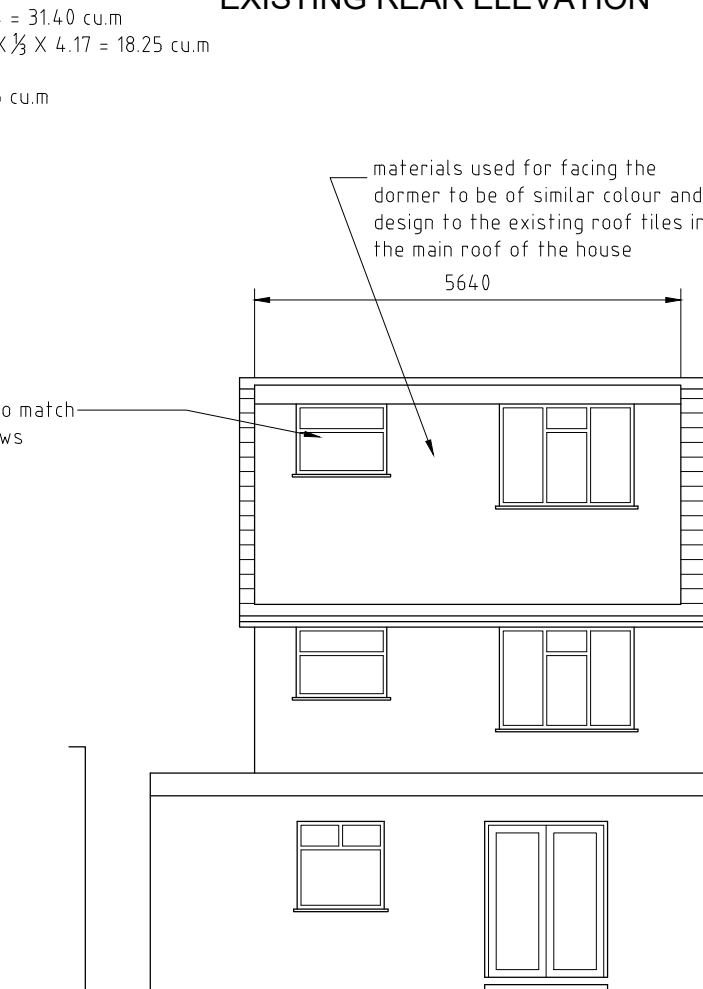 EXISTING REAR ELEVATION
= 31.40 cu.m
X ⅓ X 4.17 = 18.25 cu.m
cu.m
materials used for facing the
dormer to be of similar colour and
design to the existing roof tiles in
the main roof of the house
5640
to match